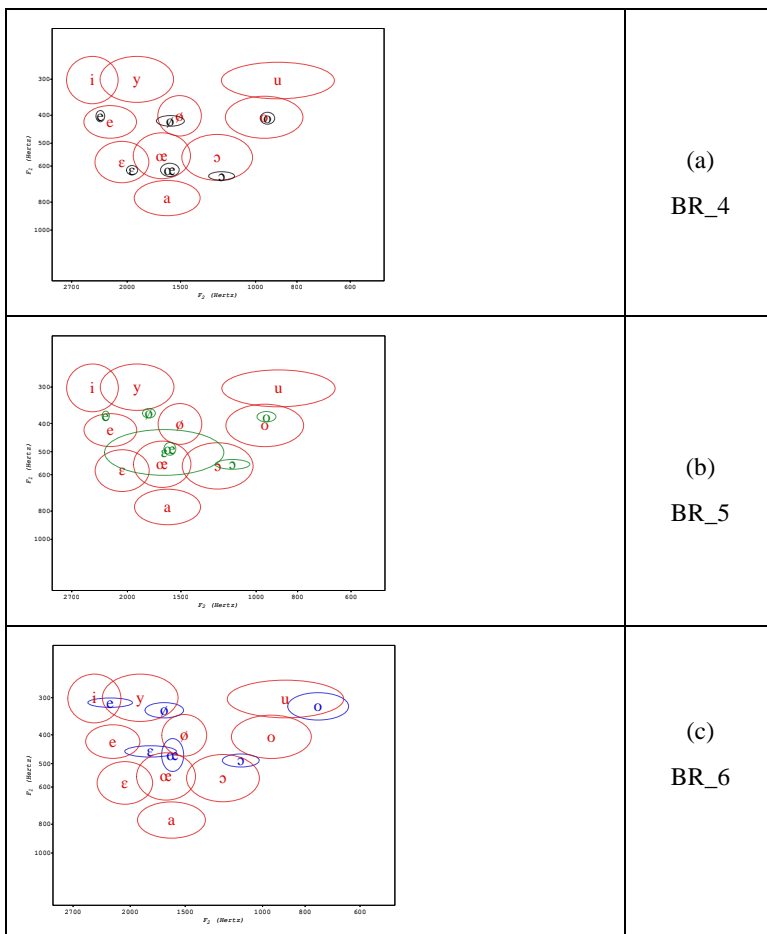 i y u
300
e e ø ø o o
400
500
ɛ ɛ œ œ ɔ ɔ
600
a
800
1000
F₁ (Hertz)
2700 2000 1500 1000 800 600
F₂ (Hertz)
(a)
BR_4
i y u
300
e e ø ø o o
400
500
ɛ ɛ œ œ ɔ ɔ
600
a
800
1000
F₁ (Hertz)
2700 2000 1500 1000 800 600
F₂ (Hertz)
(b)
BR_5
i e y ø u o
300
e ø o
400
ɛ œ ɔ
500
ɛ œ ɔ
600
a
800
1000
F₁ (Hertz)
2700 2000 1500 1000 800 600
F₂ (Hertz)
(c)
BR_6